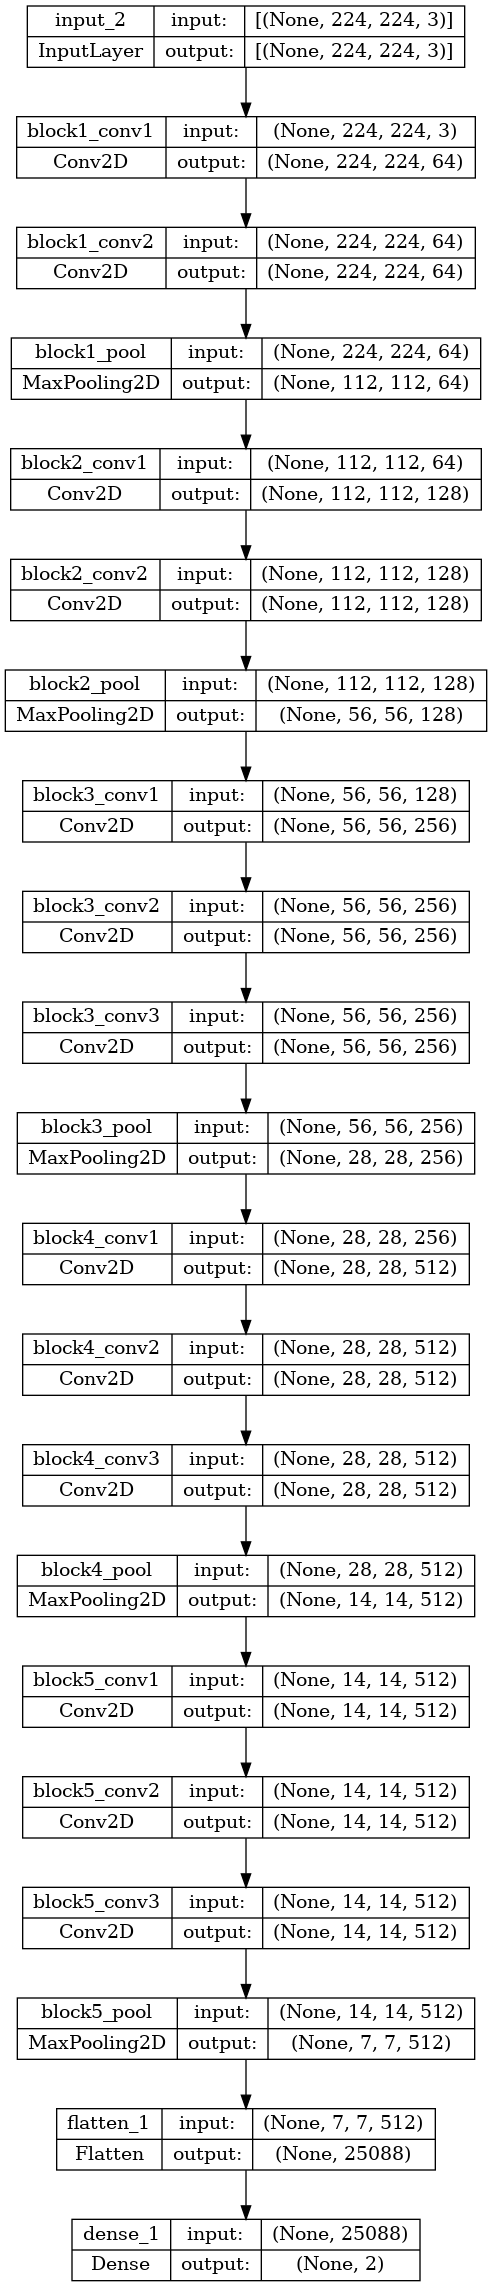 input_2 input: [(None, 224, 224, 3)]
InputLayer output: [(None, 224, 224, 3)]
block1_conv1 input: (None, 224, 224, 3)
Conv2D output: (None, 224, 224, 64)
block1_conv2 input: (None, 224, 224, 64)
Conv2D output: (None, 224, 224, 64)
block1_pool input: (None, 224, 224, 64)
MaxPooling2D output: (None, 112, 112, 64)
block2_conv1 input: (None, 112, 112, 64)
Conv2D output: (None, 112, 112, 128)
block2_conv2 input: (None, 112, 112, 128)
Conv2D output: (None, 112, 112, 128)
block2_pool input: (None, 112, 112, 128)
MaxPooling2D output: (None, 56, 56, 128)
block3_conv1 input: (None, 56, 56, 128)
Conv2D output: (None, 56, 56, 256)
block3_conv2 input: (None, 56, 56, 256)
Conv2D output: (None, 56, 56, 256)
block3_conv3 input: (None, 56, 56, 256)
Conv2D output: (None, 56, 56, 256)
block3_pool input: (None, 56, 56, 256)
MaxPooling2D output: (None, 28, 28, 256)
block4_conv1 input: (None, 28, 28, 256)
Conv2D output: (None, 28, 28, 512)
block4_conv2 input: (None, 28, 28, 512)
Conv2D output: (None, 28, 28, 512)
block4_conv3 input: (None, 28, 28, 512)
Conv2D output: (None, 28, 28, 512)
block4_pool input: (None, 28, 28, 512)
MaxPooling2D output: (None, 14, 14, 512)
block5_conv1 input: (None, 14, 14, 512)
Conv2D output: (None, 14, 14, 512)
block5_conv2 input: (None, 14, 14, 512)
Conv2D output: (None, 14, 14, 512)
block5_conv3 input: (None, 14, 14, 512)
Conv2D output: (None, 14, 14, 512)
block5_pool input: (None, 14, 14, 512)
MaxPooling2D output: (None, 7, 7, 512)
flatten_1 input: (None, 7, 7, 512)
Flatten output: (None, 25088)
dense_1 input: (None, 25088)
Dense output: (None, 2)